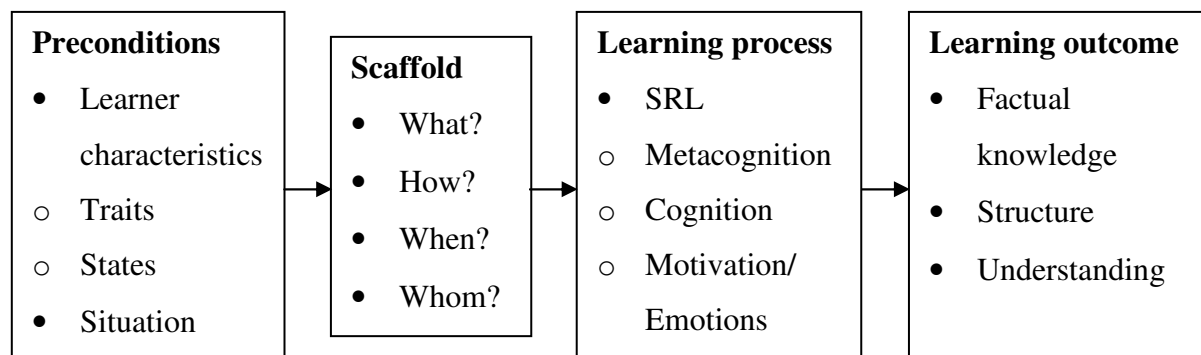 Preconditions
• Learner
characteristics
o Traits
o States
• Situation
Scaffold
• What?
• How?
• When?
• Whom?
Learning process
• SRL
o Metacognition
o Cognition
o Motivation/
Emotions
Learning outcome
• Factual
knowledge
• Structure
• Understanding